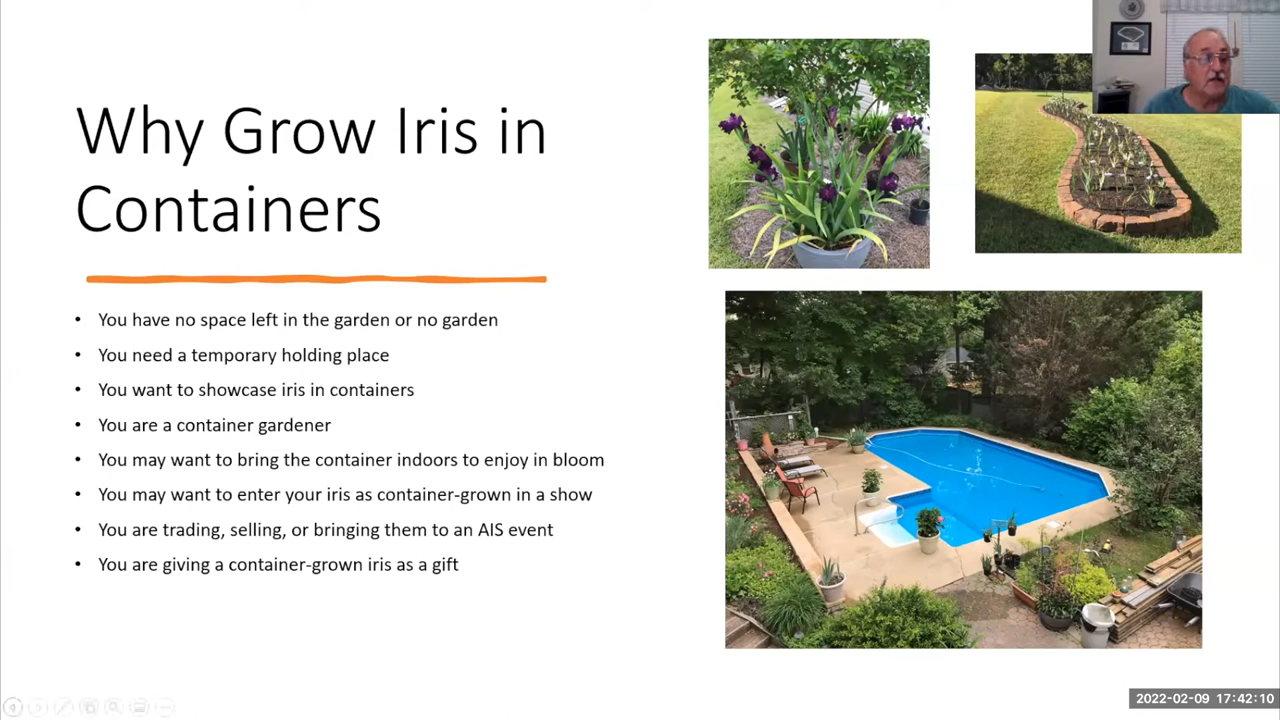 Why Grow Iris in
Containers
• You have no space left in the garden or no garden
• You need a temporary holding place
• You want to showcase iris in containers
• You are a container gardener
• You may want to bring the container indoors to enjoy in bloom
• You may want to enter your iris as container-grown in a show
• You are trading, selling, or bringing them to an AIS event
• You are giving a container-grown iris as a gift
2022-02-09 17:42:10